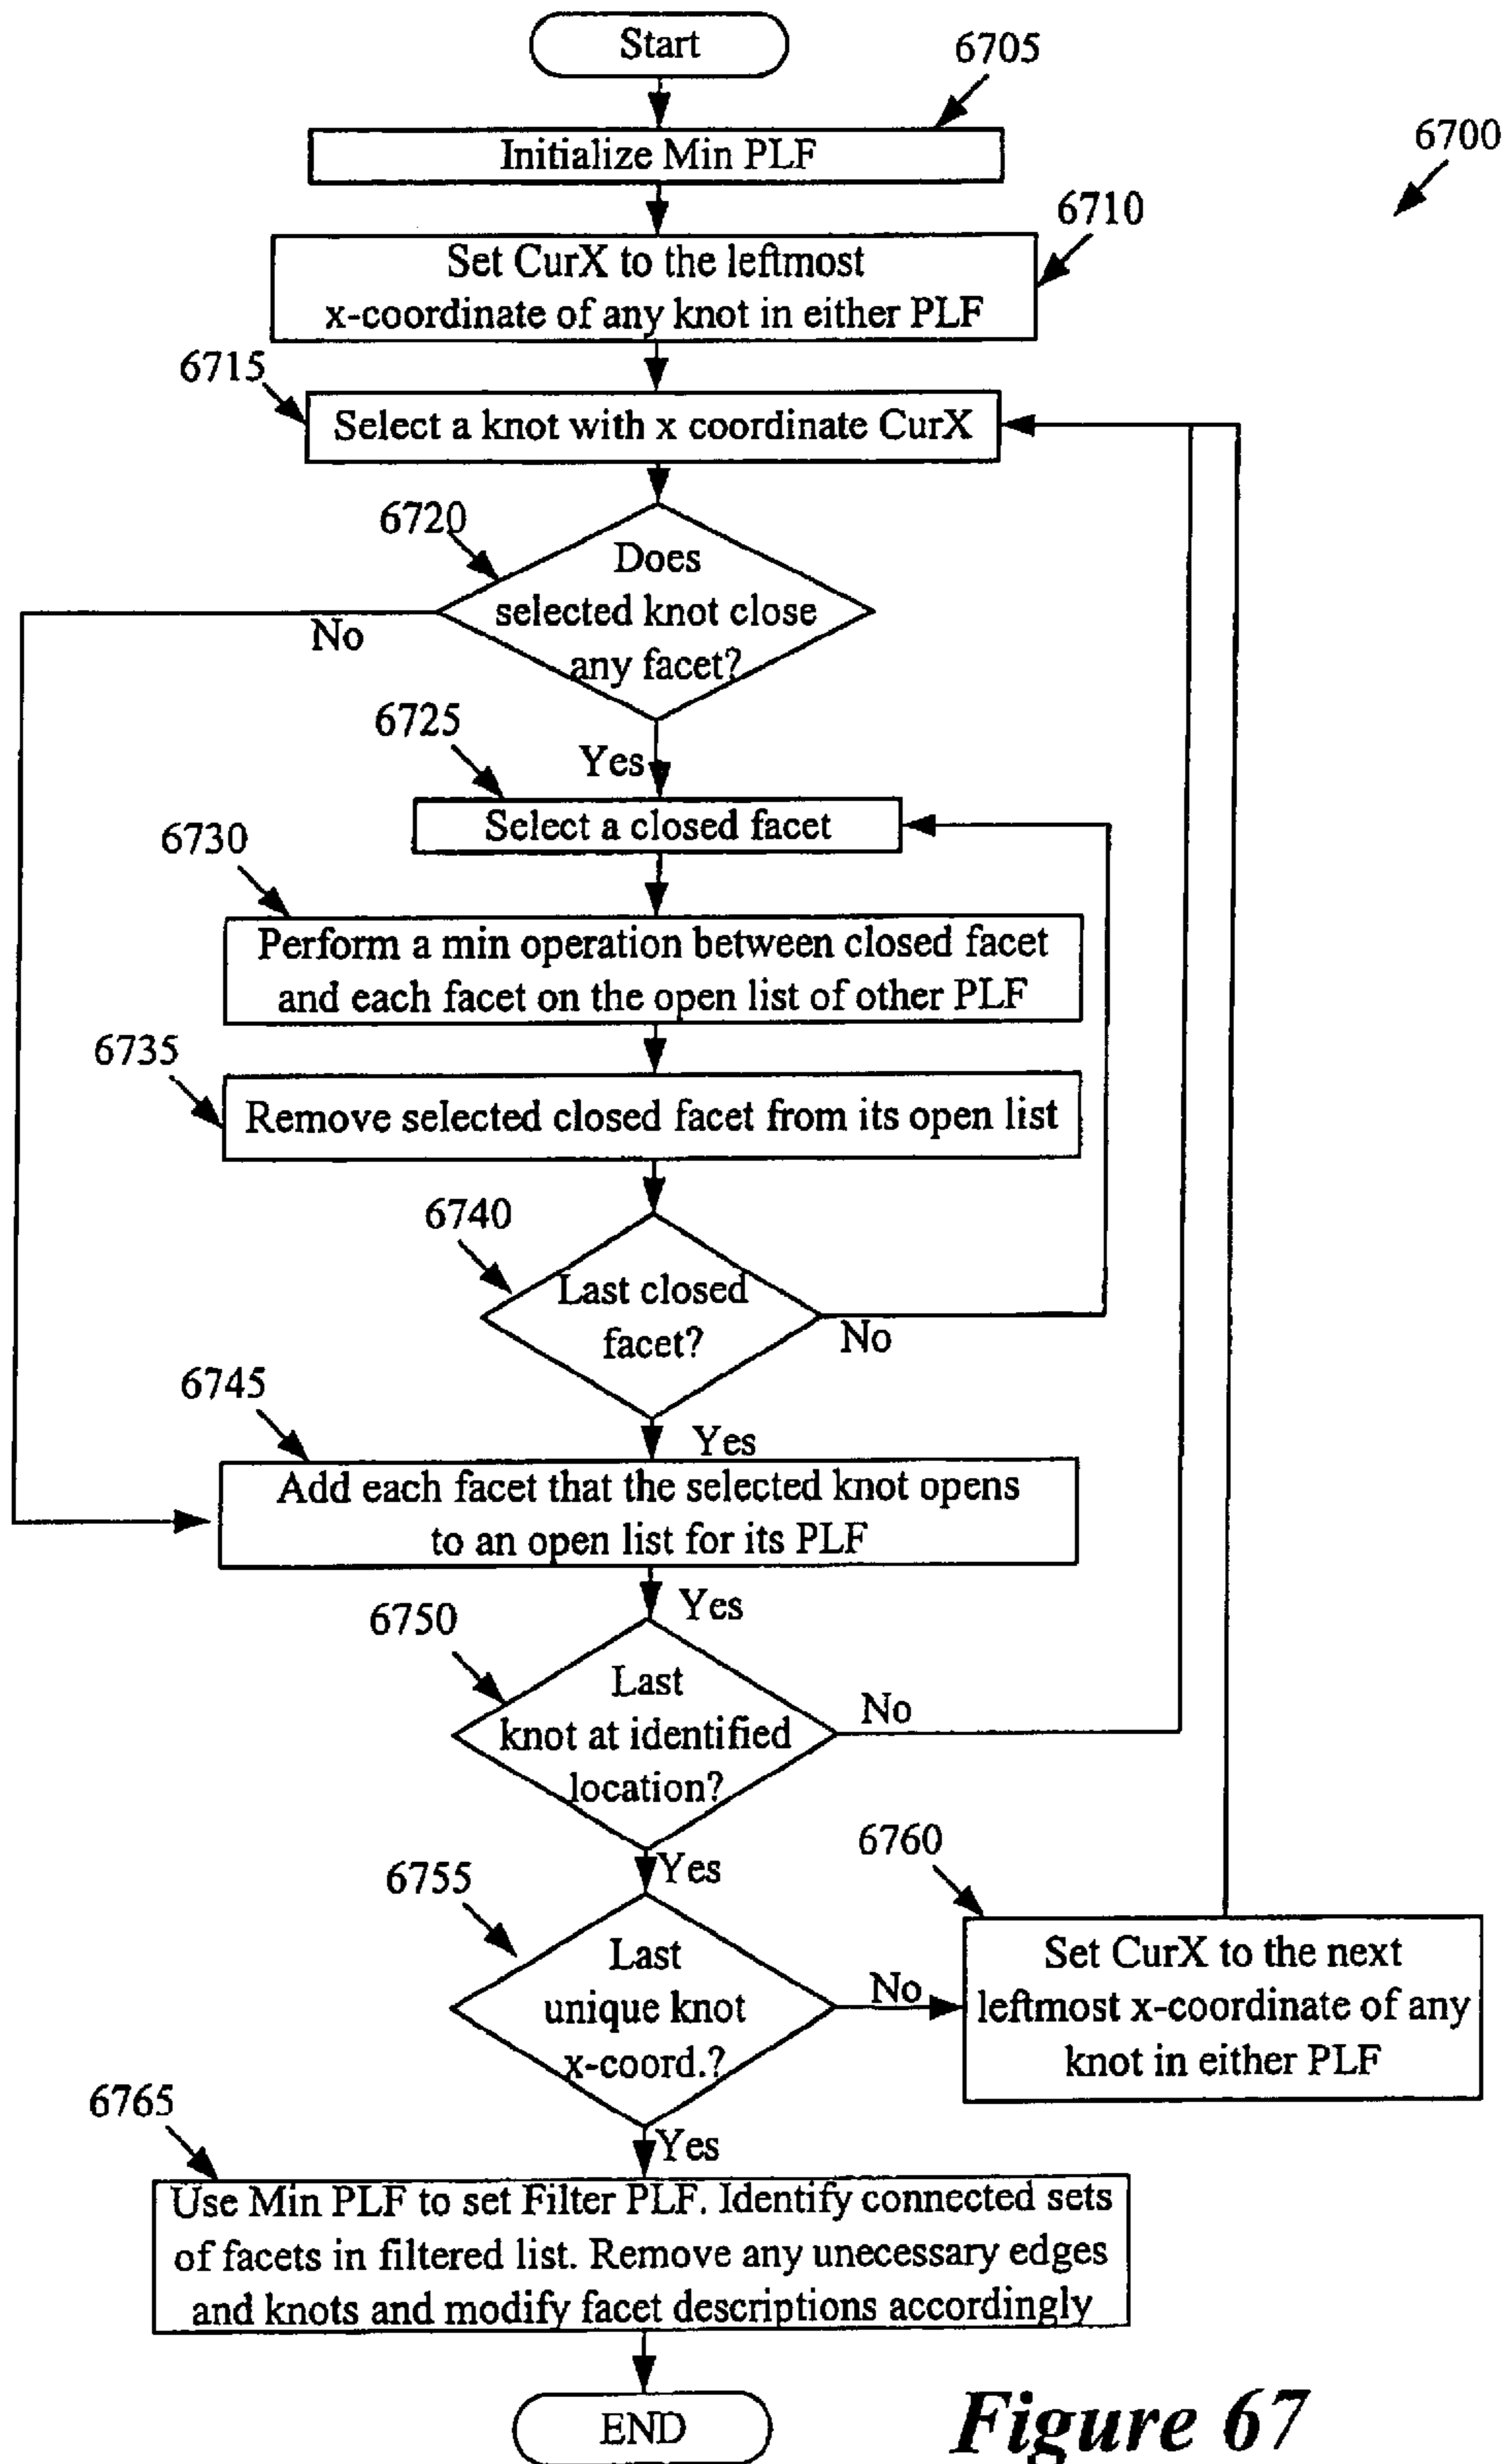 Start
6705
Initialize Min PLF
6700
6710
Set CurX to the leftmost
x-coordinate of any knot in either PLF
6715
Select a knot with x coordinate CurX
6720
Does
selected knot close
any facet?
No
6725
Yes
Select a closed facet
6730
Perform a min operation between closed facet
and each facet on the open list of other PLF
6735
Remove selected closed facet from its open list
6740
Last closed
facet?
No
6745
Yes
Add each facet that the selected knot opens
to an open list for its PLF
6750
Yes
Last
knot at identified
location?
No
6755
Yes
6760
Last
unique knot
x-coord.?
No
Set CurX to the next
leftmost x-coordinate of any
knot in either PLF
6765
Yes
Use Min PLF to set Filter PLF. Identify connected sets
of facets in filtered list. Remove any unecessary edges
and knots and modify facet descriptions accordingly
END
Figure 67